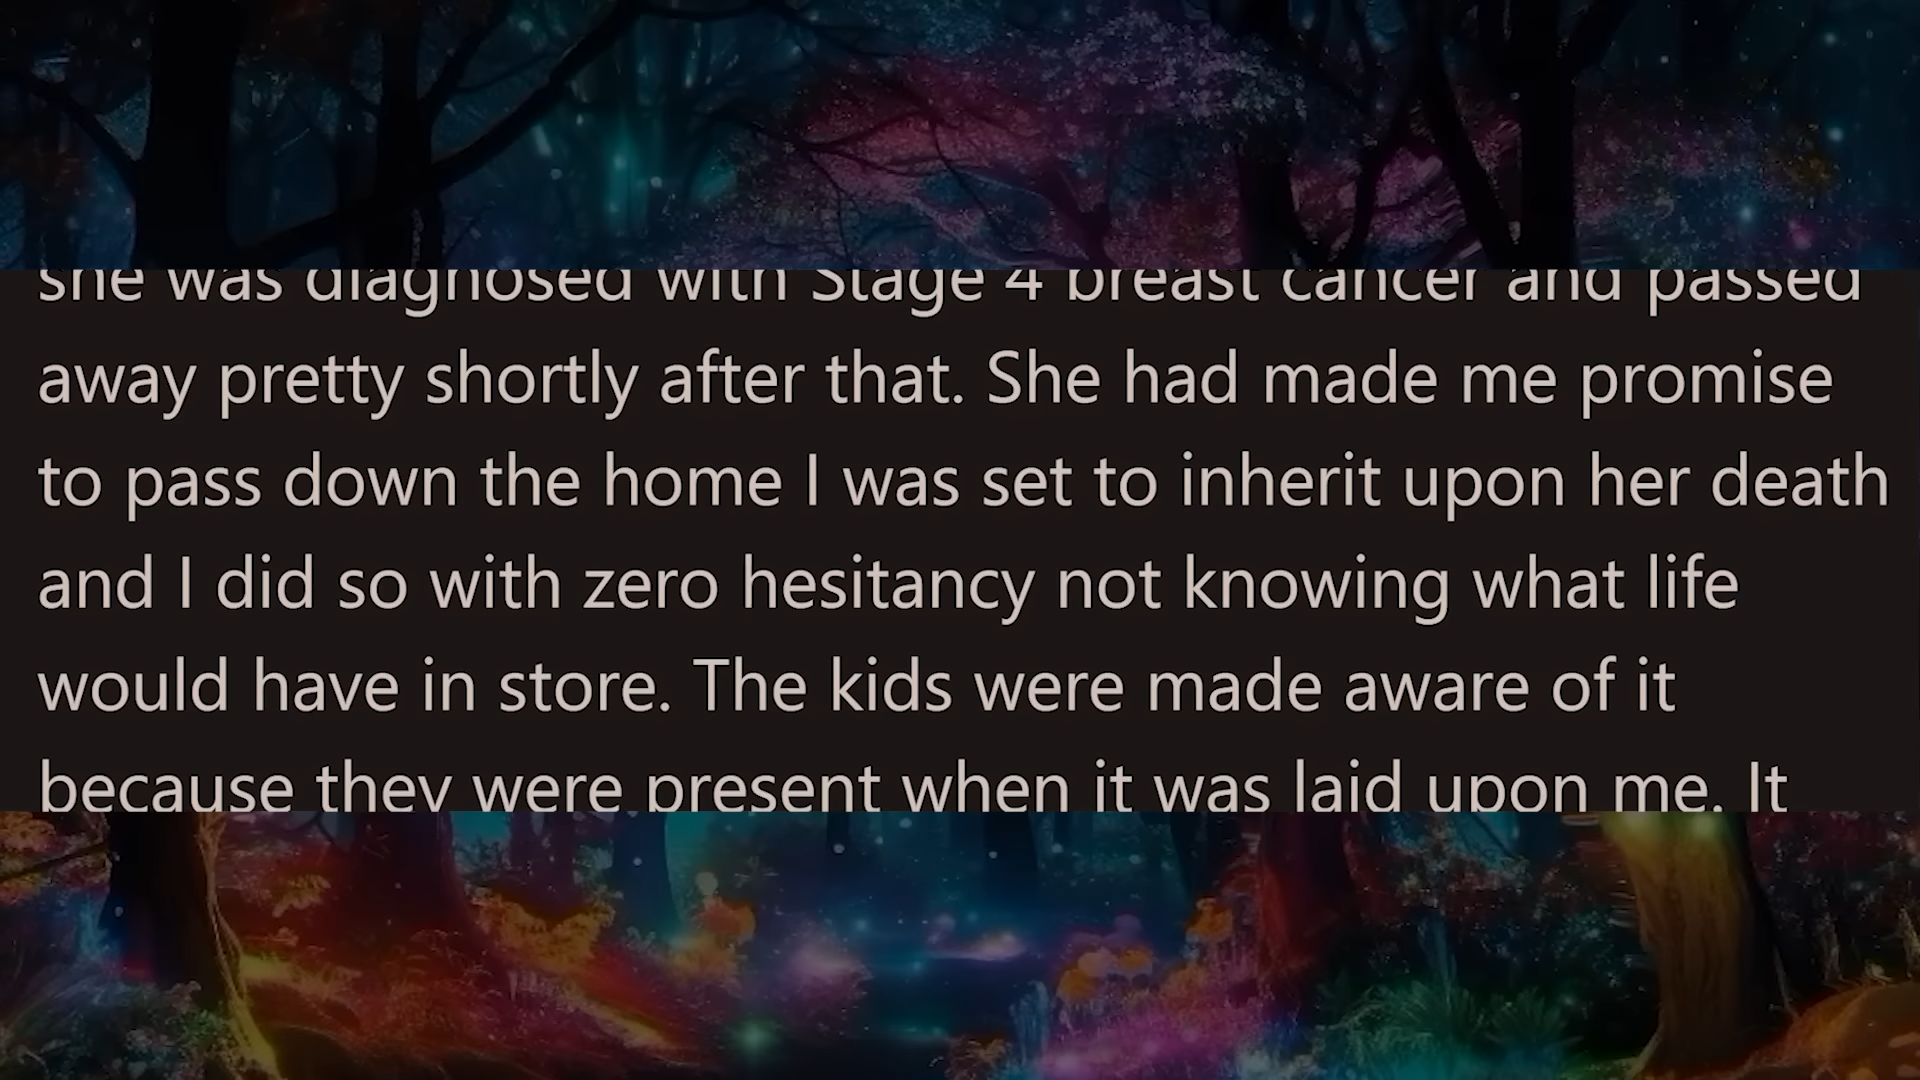 she was diagnosed with Stage 4 breast cancer and passed
away pretty shortly after that. She had made me promise
to pass down the home I was set to inherit upon her death
and I did so with zero hesitancy not knowing what life
would have in store. The kids were made aware of it
because they were present when it was laid upon me. It